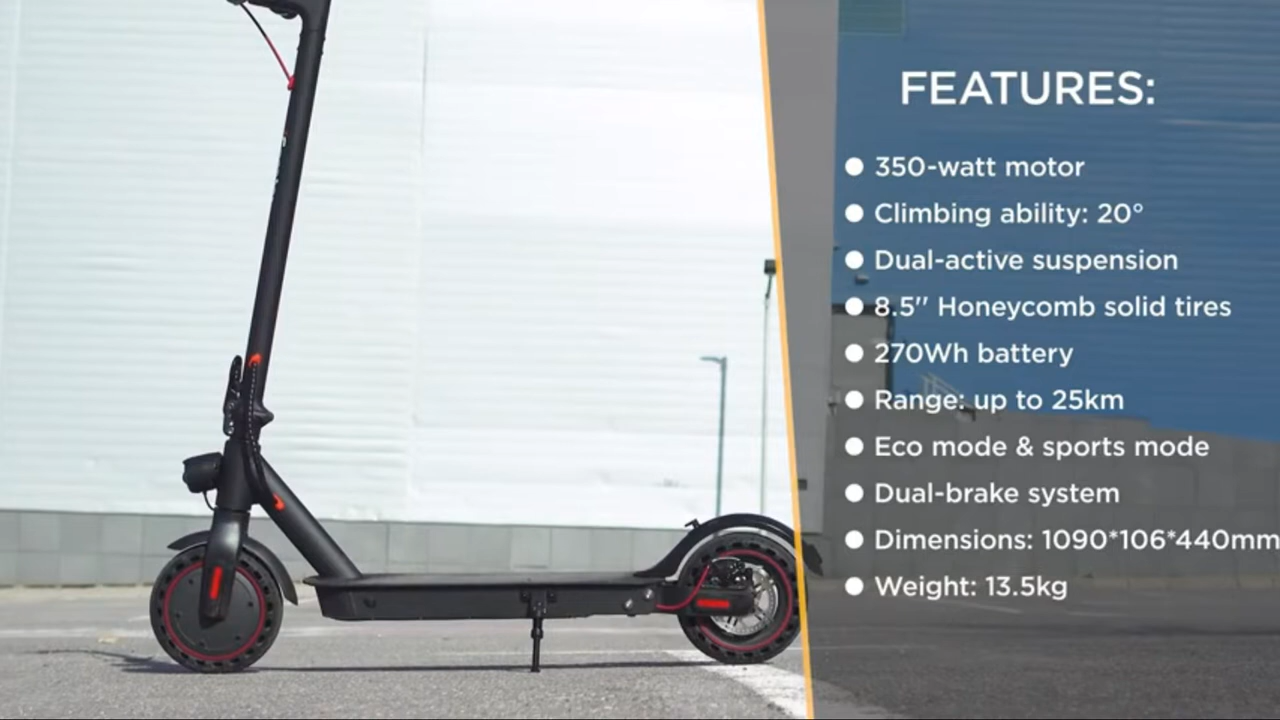 FEATURES:
350-watt motor
Climbing ability: 20°
Dual-active suspension
8.5'' Honeycomb solid tires
270Wh battery
Range: up to 25km
Eco mode & sports mode
Dual-brake system
Dimensions: 1090*106*440mm
Weight: 13.5kg